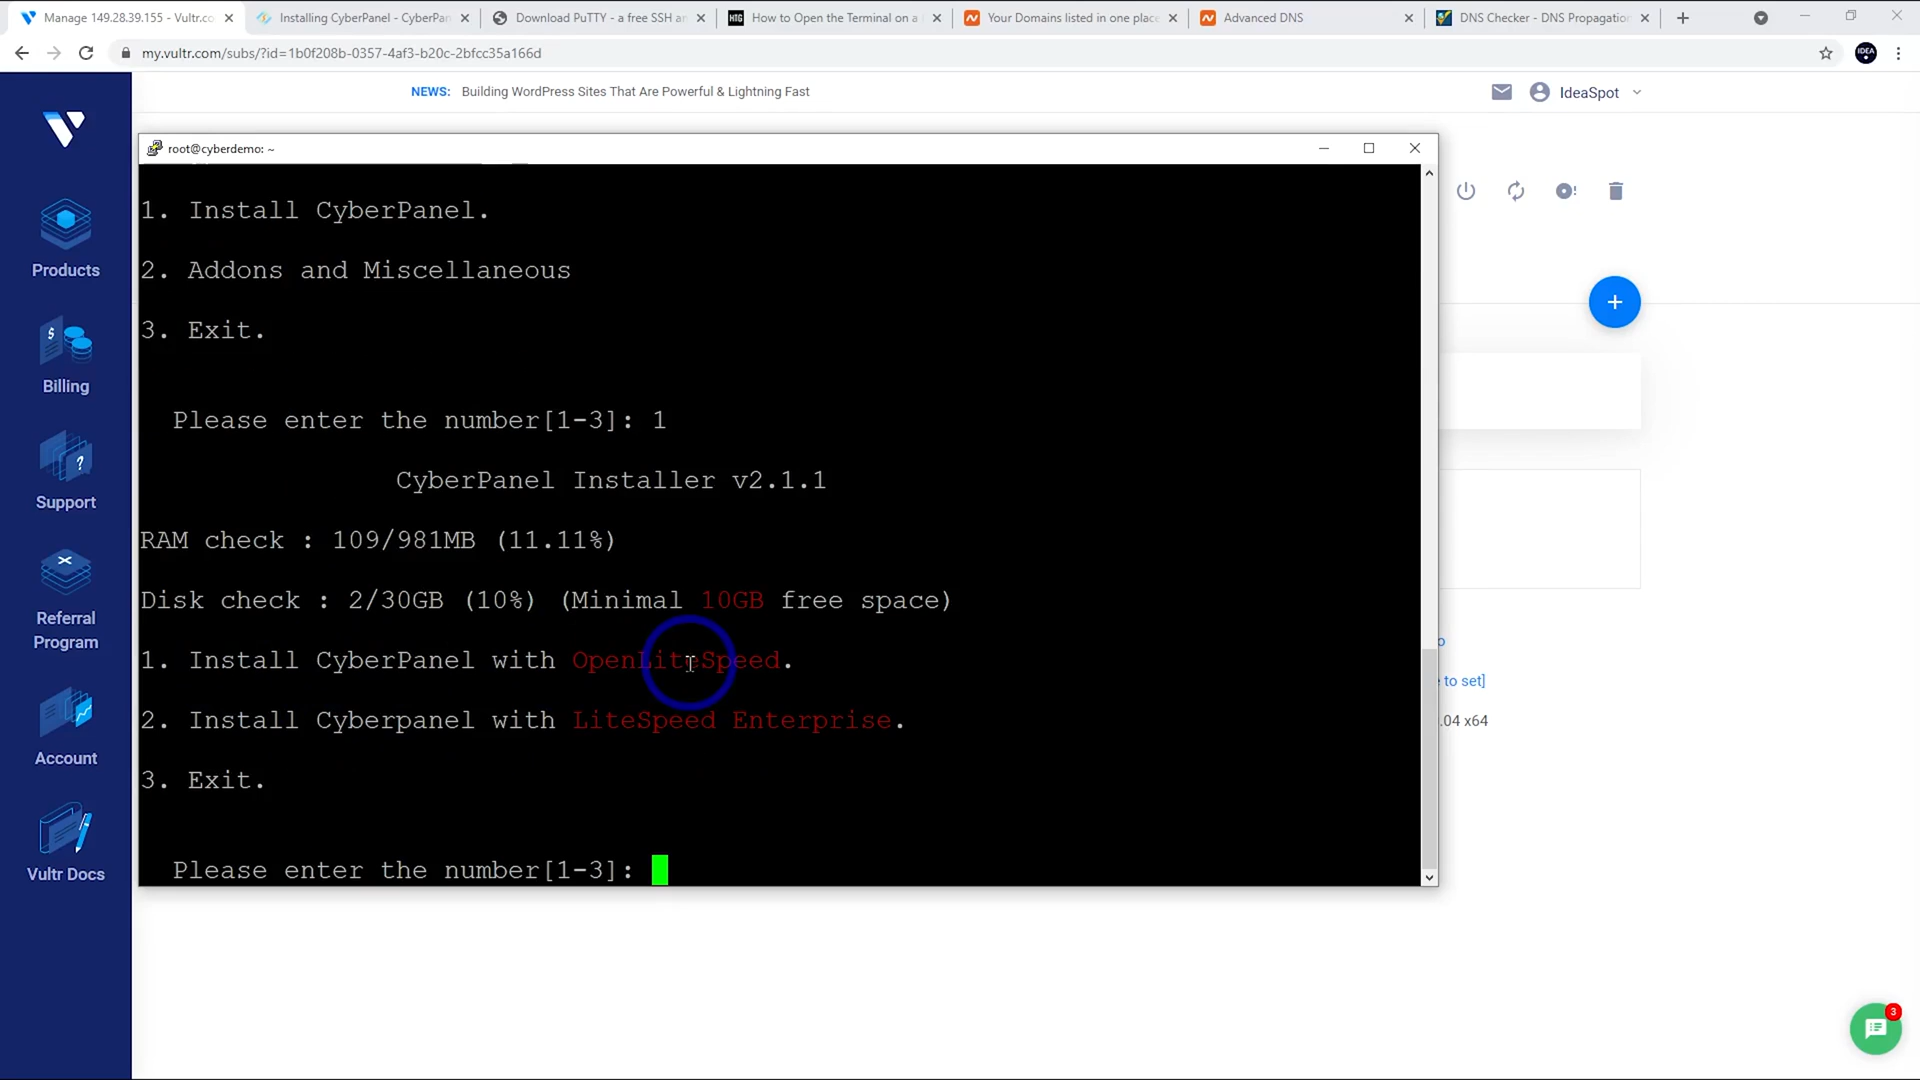 Manage 149.28.39.155 - Vultr.co
Installing CyberPanel - CyberPan
Download PuTTY - a free SSH an
HTG
How to Open the Terminal on a
Your Domains listed in one place
Advanced DNS
DNS Checker - DNS Propagation
my.vultr.com/subs/?id=1b0f208b-0357-4af3-b20c-2bfcc35a166d
IDEA
NEWS: Building WordPress Sites That Are Powerful & Lightning Fast
IdeaSpot
Products
Billing
Support
Referral
Program
Account
Vultr Docs
root@cyberdemo: ~
1. Install CyberPanel.
2. Addons and Miscellaneous
3. Exit.
Please enter the number[1-3]: 1
CyberPanel Installer v2.1.1
RAM check : 109/981MB (11.11%)
Disk check : 2/30GB (10%) (Minimal 10GB free space)
1. Install CyberPanel with OpenLiteSpeed.
2. Install Cyberpanel with LiteSpeed Enterprise.
3. Exit.
Please enter the number[1-3]:
o
e to set]
.04 x64
3